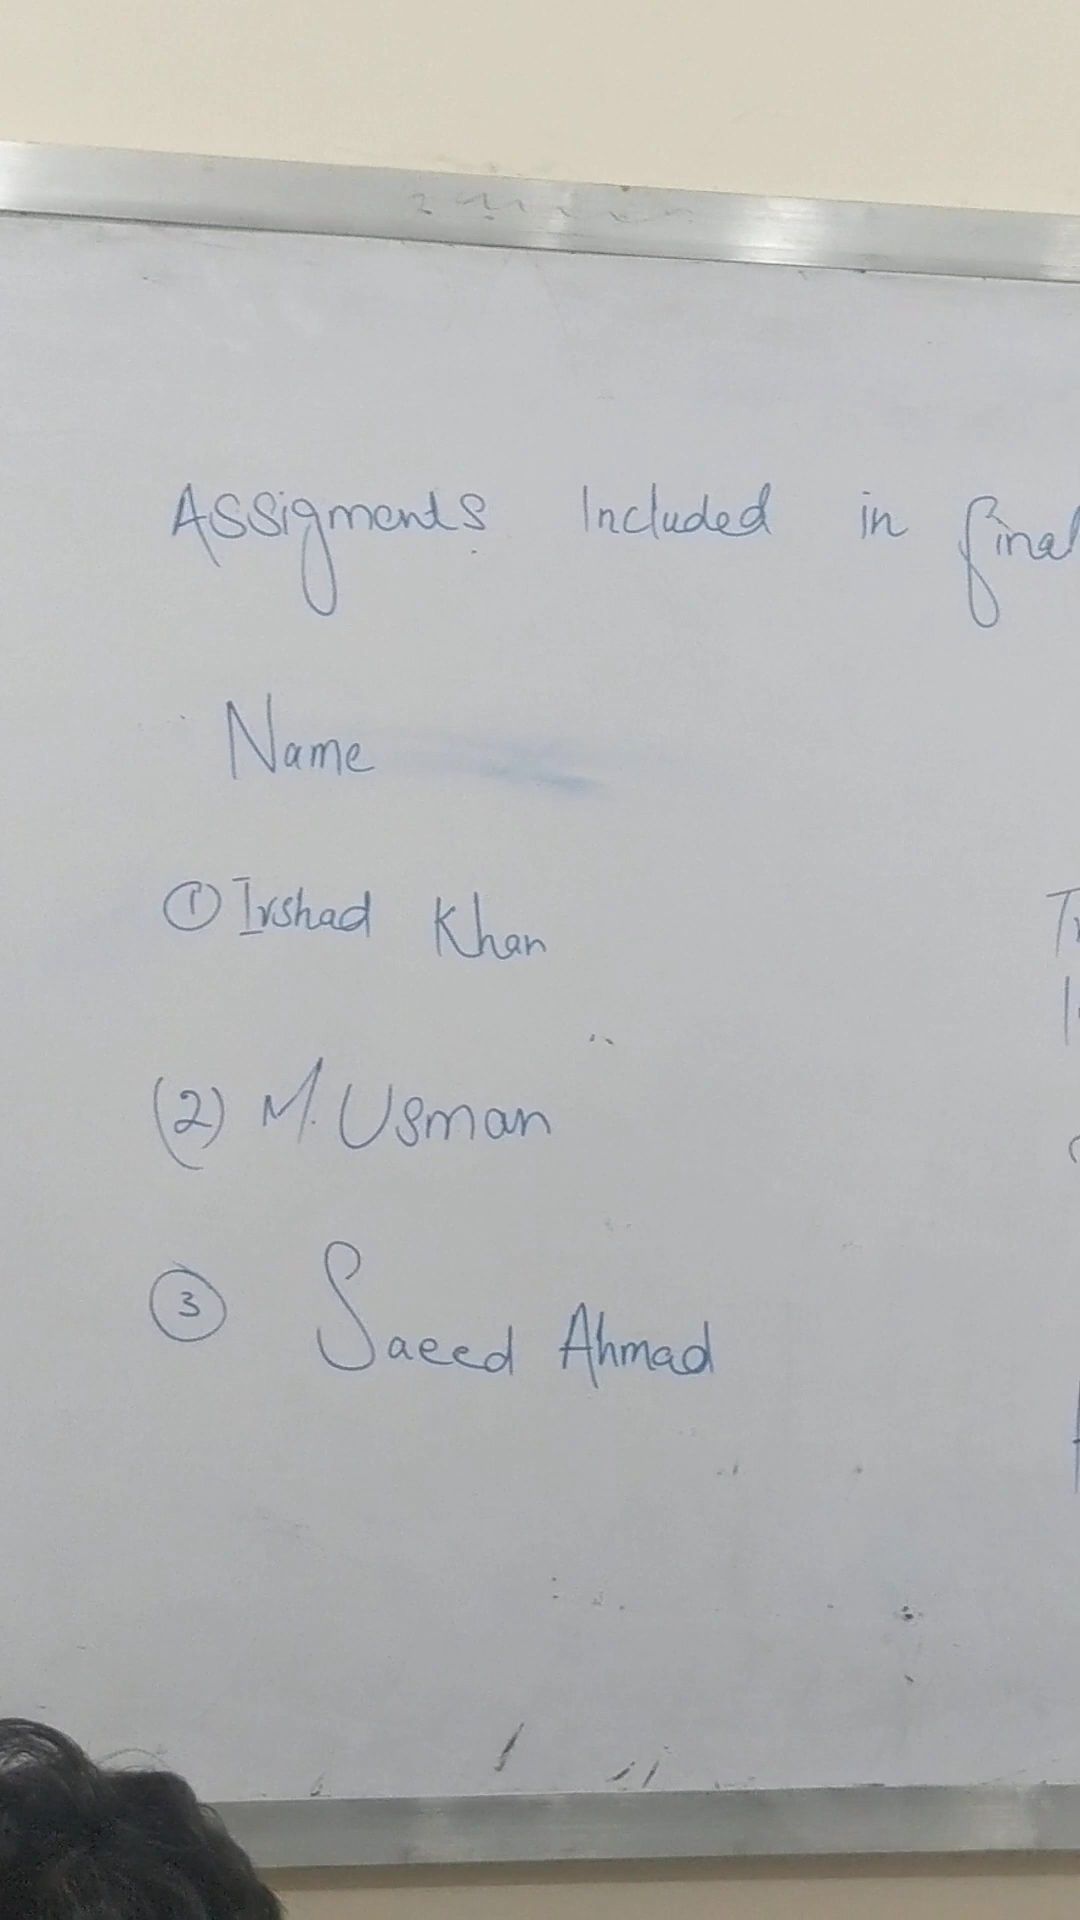 Assigments Included in final
Name
① Irshad Khan
(2) M. Usman
③ Saeed Ahmad